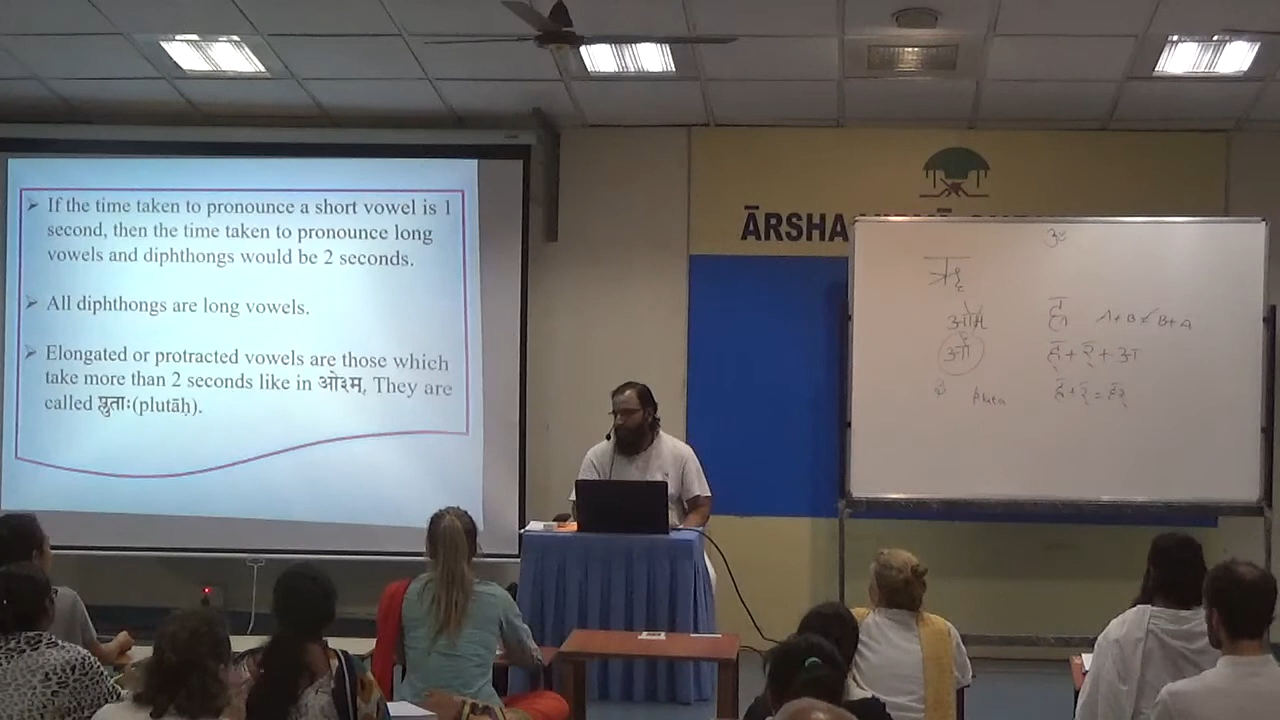 ➢ If the time taken to pronounce a short vowel is 1
second, then the time taken to pronounce long
vowels and diphthongs would be 2 seconds.
➢ All diphthongs are long vowels.
➢ Elongated or protracted vowels are those which
take more than 2 seconds like in ओ३म्. They are
called प्लुताः(plutāḥ).
ĀRSHA
A + B ≠ B + A
pluta